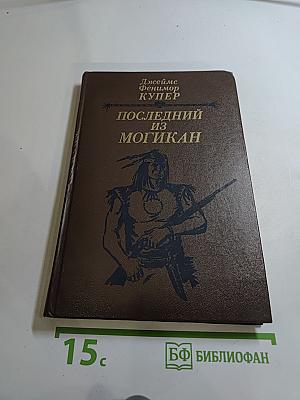 Джеймс
Фенимор
КУПЕР
ПОСЛЕДНИЙ
ИЗ
МОГИКАН
15с
БФ БИБЛИОФАН